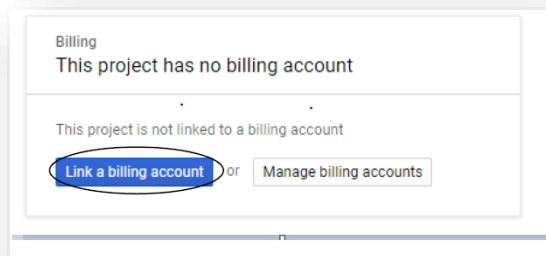 Billing
This project has no billing account
This project is not linked to a billing account
Link a billing account or Manage billing accounts